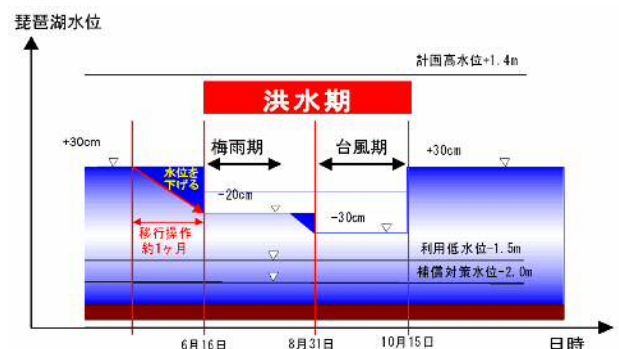 琵琶湖水位
計画高水位+1.4m
洪水期
梅雨期
台風期
+30cm
+30cm
水位を
下げる
-20cm
-30cm
移行操作
約1ヶ月
利用低水位-1.5m
補償対策水位-2.0m
6月16日
8月31日
10月15日
日時